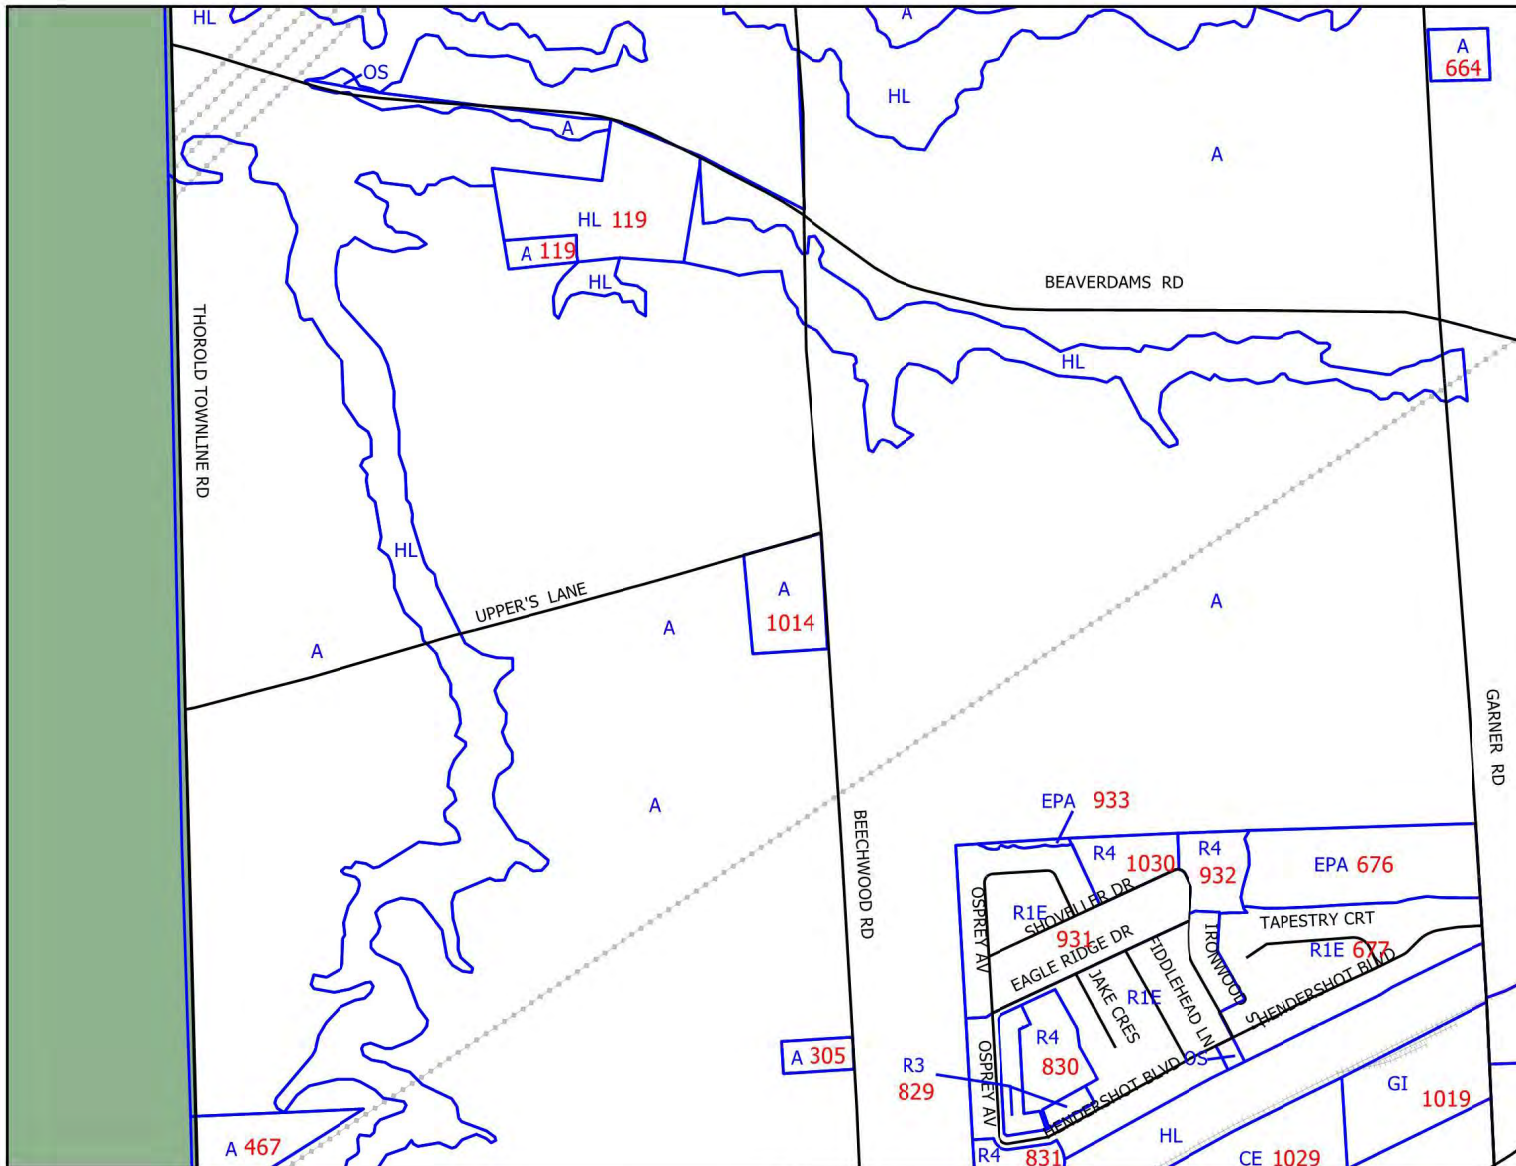 HL
A
A
664
OS
HL
A
A
HL 119
A 119
HL
BEAVERDAMS RD
THOROLD TOWNLINE RD
HL
HL
UPPER'S LANE
A
1014
A
A
A
GARNER RD
A
BEECHWOOD RD
EPA 933
R4 1030
R4
932
EPA 676
OSPREY AV
R1E
SHOVELLER DR
931
EAGLE RIDGE DR
TAPESTRY CRT
R1E 677
IRONWOOD S
HENDERSHOT BLVD
JAKE CRES
R1E
FIDDLEHEAD LN
R4
830
OSPREY AV
A 305
R3
829
HENDERSHOT BLVD
OS
GI
1019
HL
A 467
R4 831
CE 1029